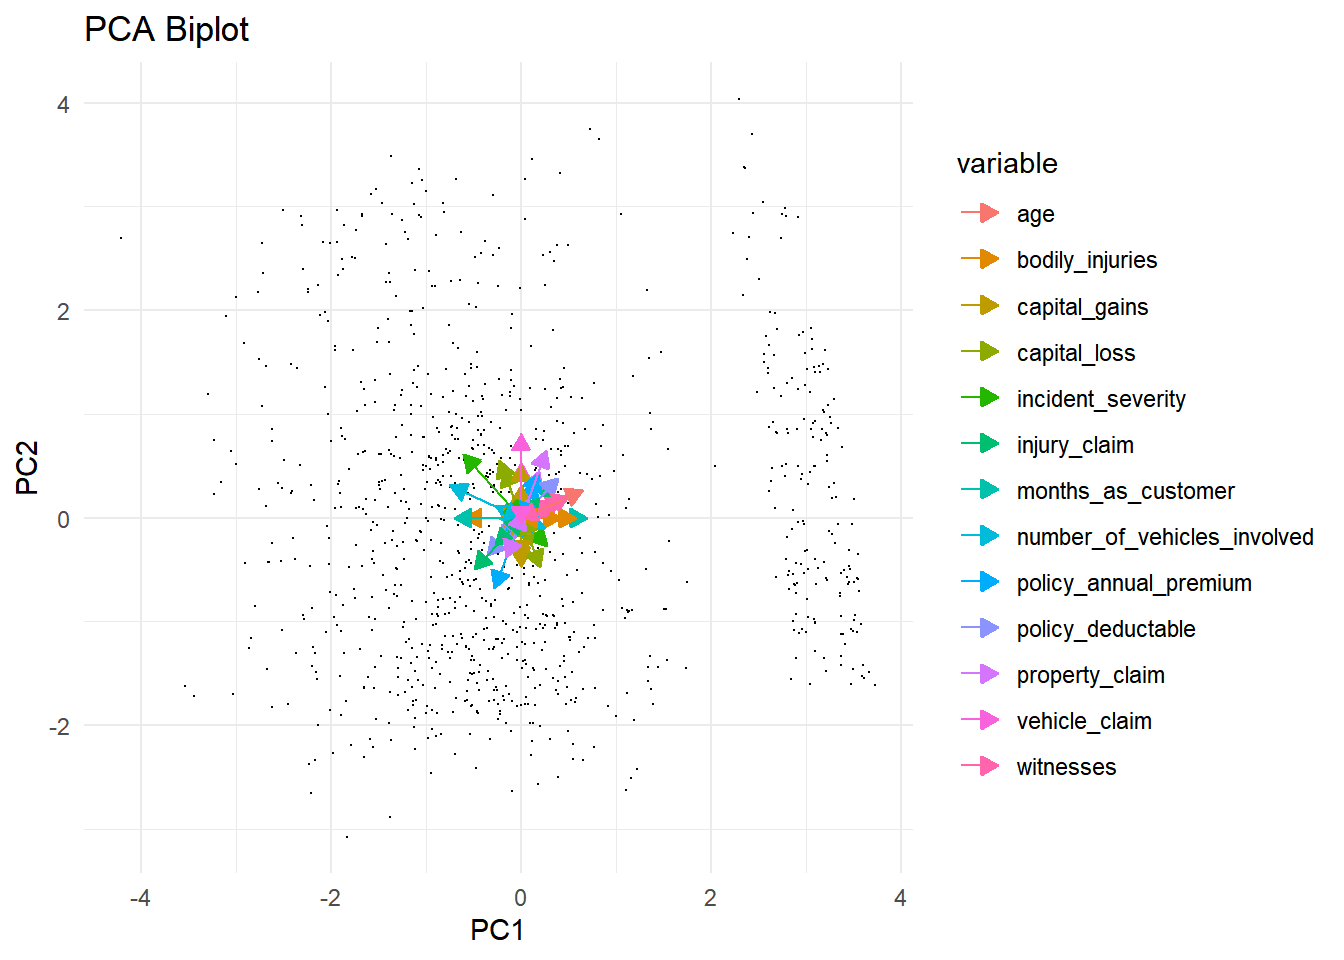 PCA Biplot
4
2
0
-2
PC2
-4
-2
0
2
4
PC1
variable
age
bodily_injuries
capital_gains
capital_loss
incident_severity
injury_claim
months_as_customer
number_of_vehicles_involved
policy_annual_premium
policy_deductable
property_claim
vehicle_claim
witnesses